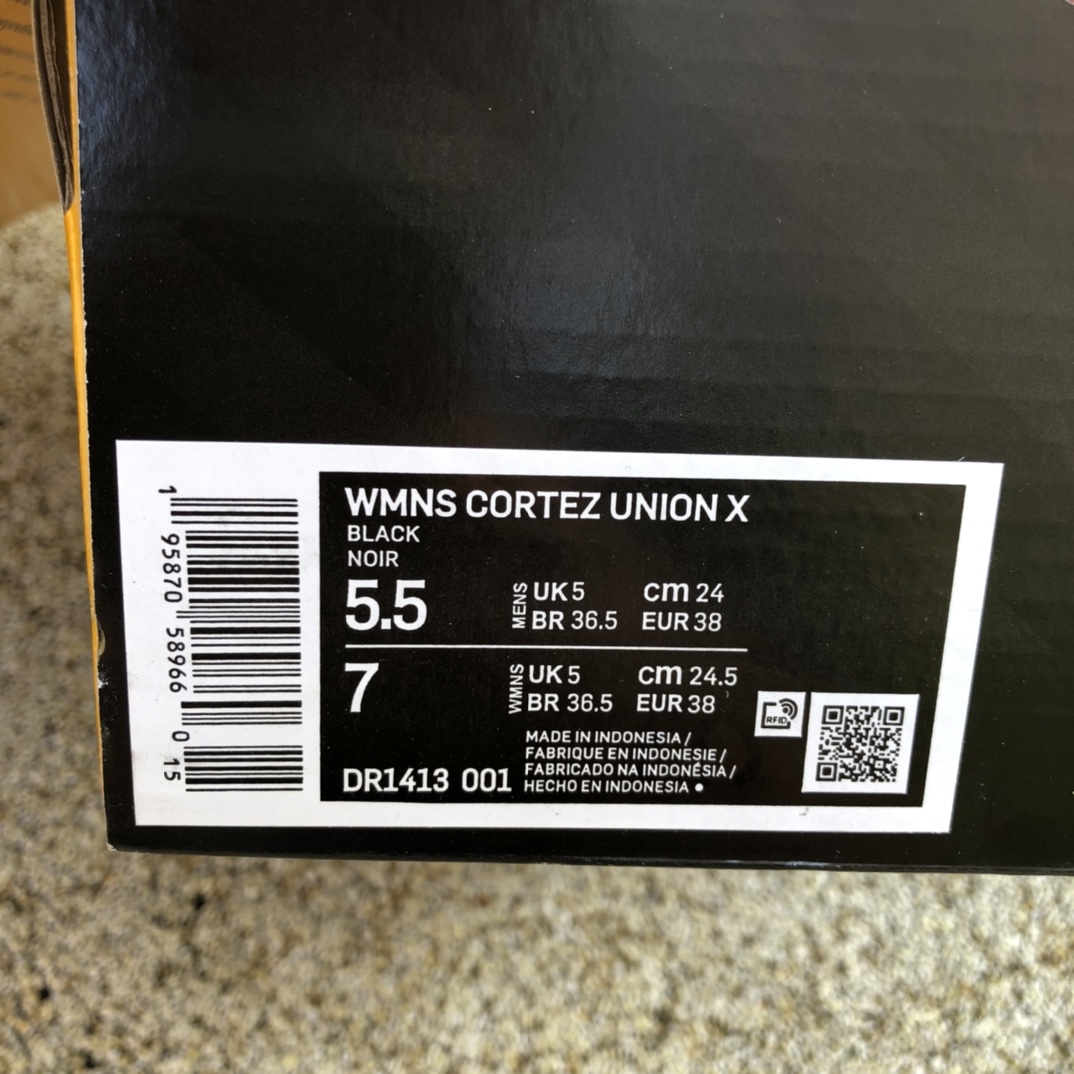 WMNS CORTEZ UNION X
BLACK
NOIR
5.5 MENS UK 5 cm 24
BR 36.5 EUR 38
7 WMNS UK 5 cm 24.5
BR 36.5 EUR 38
RFID
MADE IN INDONESIA /
FABRIQUE EN INDONESIE /
FABRICADO NA INDONÉSIA /
HECHO EN INDONESIA •
DR1413 001
1 95870 58966 0 15